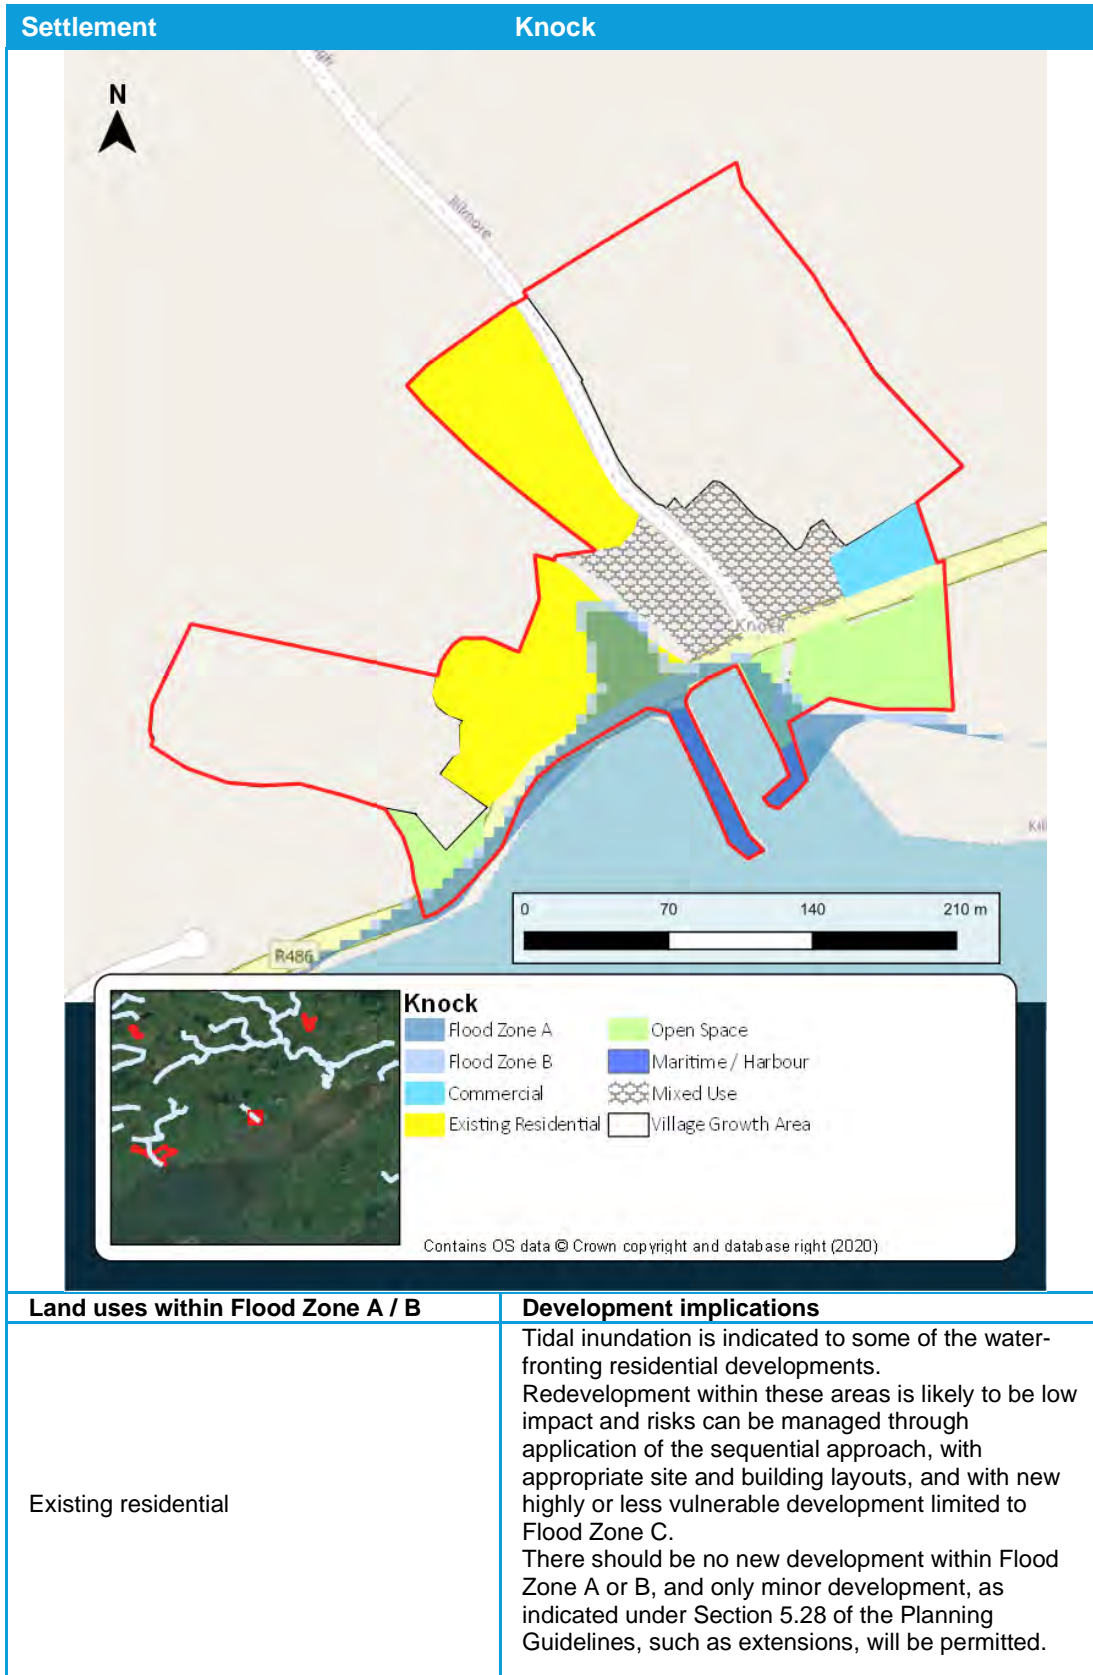 Settlement Knock
N
Kilmore
Knock
R486
0 70 140 210 m
Knock
Flood Zone A Open Space
Flood Zone B Maritime / Harbour
Commercial Mixed Use
Existing Residential Village Growth Area
Contains OS data © Crown copyright and database right (2020)
Land uses within Flood Zone A / B Development implications
Existing residential
Tidal inundation is indicated to some of the water-
fronting residential developments.
Redevelopment within these areas is likely to be low
impact and risks can be managed through
application of the sequential approach, with
appropriate site and building layouts, and with new
highly or less vulnerable development limited to
Flood Zone C.
There should be no new development within Flood
Zone A or B, and only minor development, as
indicated under Section 5.28 of the Planning
Guidelines, such as extensions, will be permitted.